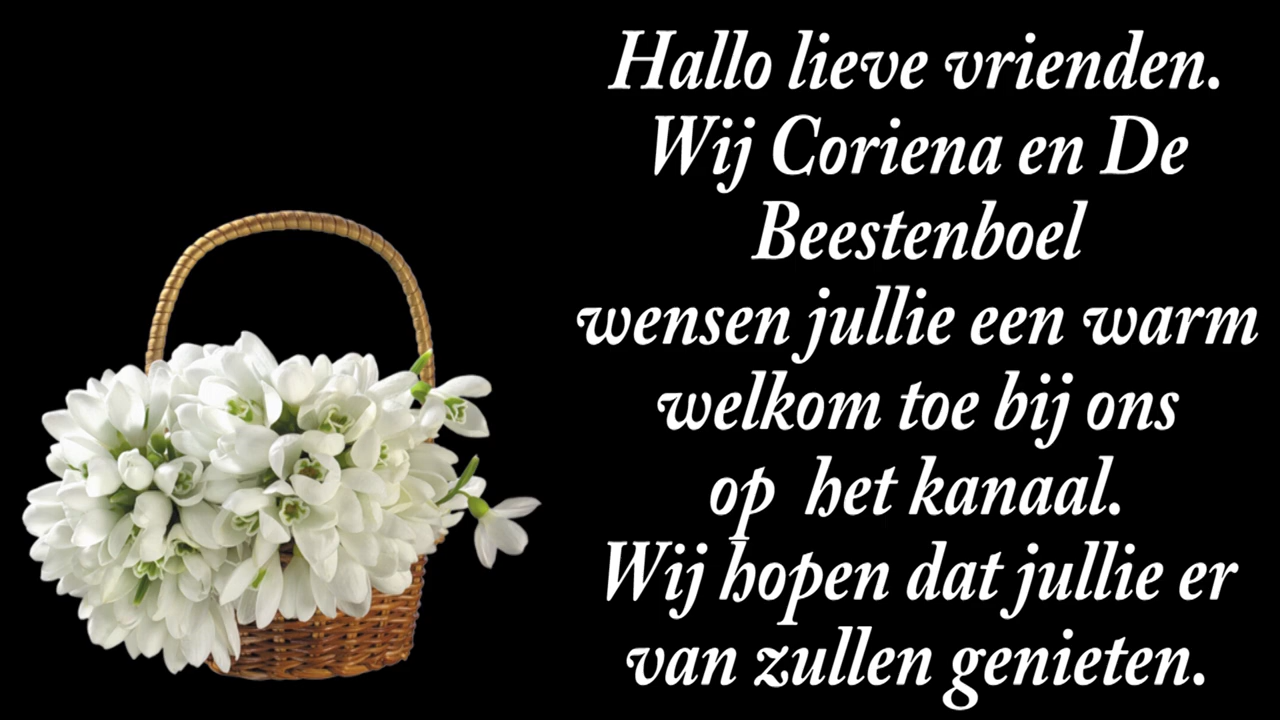 Hallo lieve vrienden.
Wij Coriena en De
Beestenboel
wensen jullie een warm
welkom toe bij ons
op het kanaal.
Wij hopen dat jullie er
van zullen genieten.